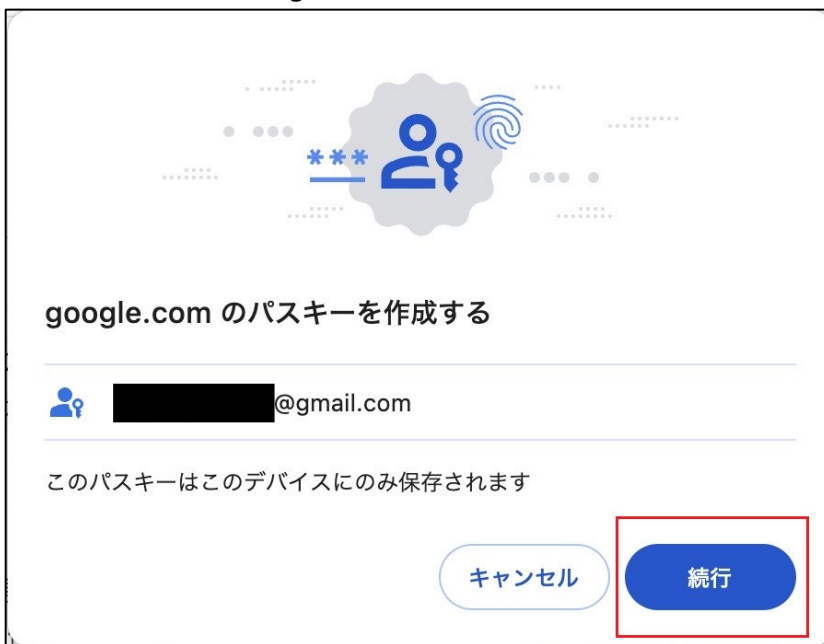 ***
google.com のパスキーを作成する
@gmail.com
このパスキーはこのデバイスにのみ保存されます
キャンセル
続行